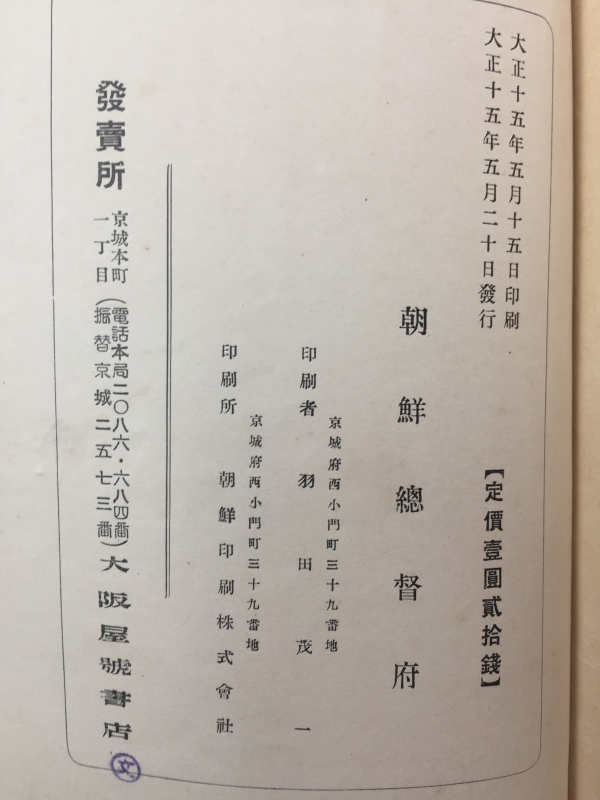 大正十五年五月十五日印刷
大正十五年五月二十日發行
【定價壹圓貳拾錢】
朝鮮總督府
京城府西小門町三十九番地
印刷者 羽田茂一
京城府西小門町三十九番地
印刷所 朝鮮印刷株式會社
發賣所
京城本町
一丁目
(電話本局二〇八六・六八四番
振替京城二五七三番)
大阪屋號書店
文